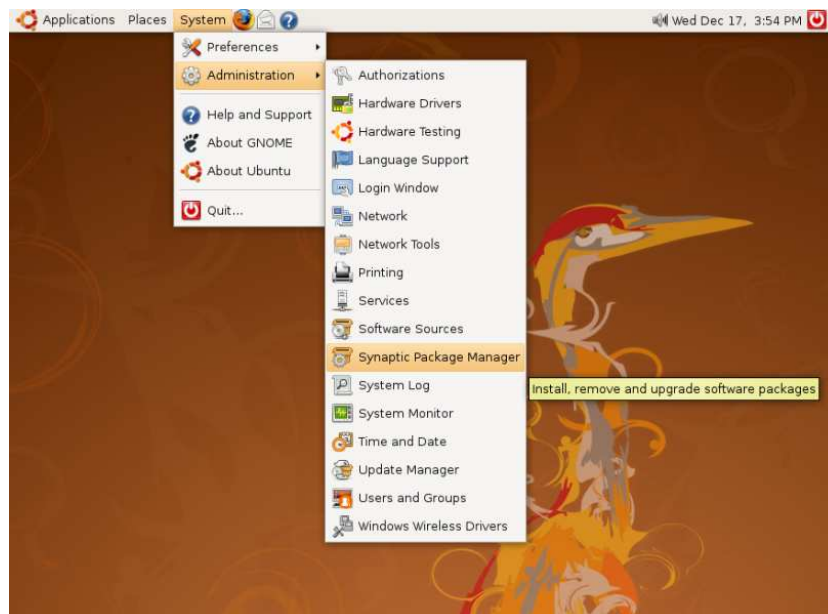 Applications Places System Wed Dec 17, 3:54 PM
Preferences
Administration
Help and Support
About GNOME
About Ubuntu
Quit...
Authorizations
Hardware Drivers
Hardware Testing
Language Support
Login Window
Network
Network Tools
Printing
Services
Software Sources
Synaptic Package Manager
System Log
System Monitor
Time and Date
Update Manager
Users and Groups
Windows Wireless Drivers
Install, remove and upgrade software packages